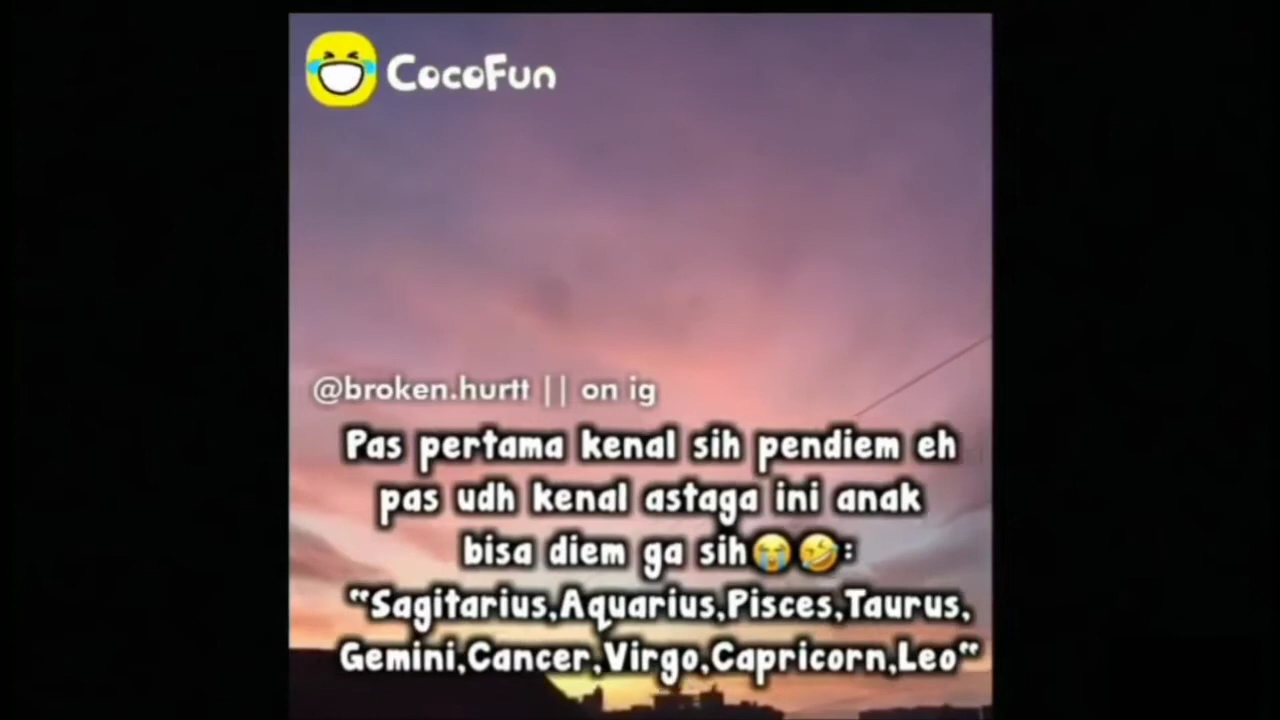 CocoFun
@broken.hurtt || on ig
Pas pertama kenal sih pendiem eh
pas udh kenal astaga ini anak
bisa diem ga sih😭🤣:
"Sagitarius,Aquarius,Pisces,Taurus,
Gemini,Cancer,Virgo,Capricorn,Leo"